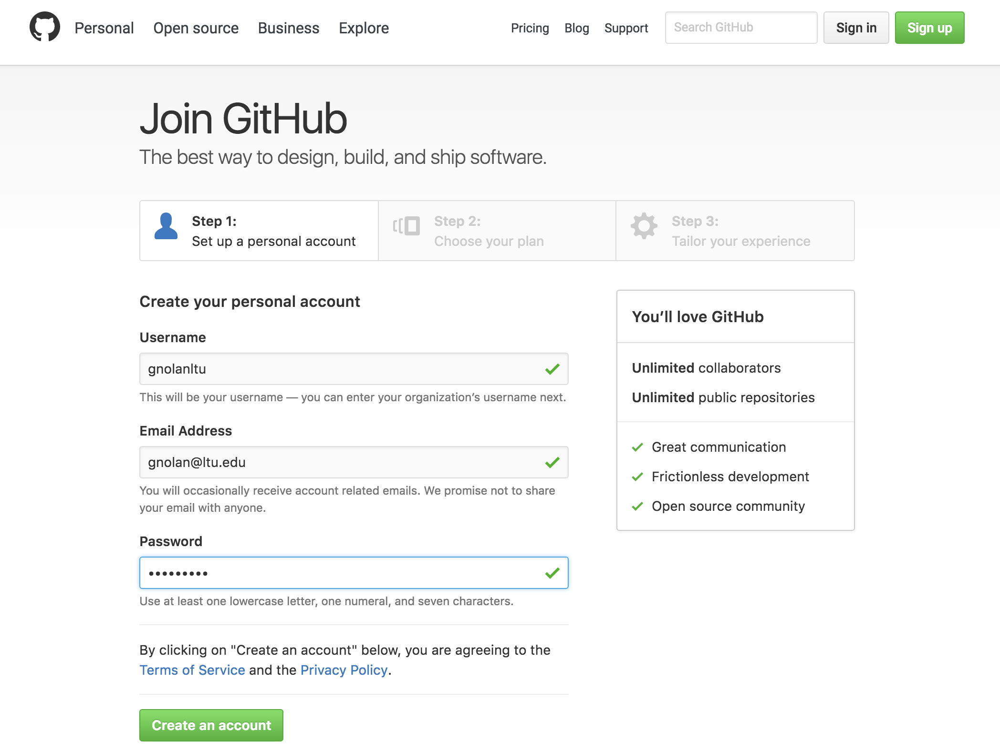 Personal Open source Business Explore Pricing Blog Support Search GitHub Sign in Sign up
Join GitHub
The best way to design, build, and ship software.
Step 1:
Set up a personal account
Step 2:
Choose your plan
Step 3:
Tailor your experience
Create your personal account
Username
gnolanltu
This will be your username — you can enter your organization’s username next.
Email Address
gnolan@ltu.edu
You will occasionally receive account related emails. We promise not to share
your email with anyone.
Password
•••••••••
Use at least one lowercase letter, one numeral, and seven characters.
By clicking on "Create an account" below, you are agreeing to the
Terms of Service and the Privacy Policy.
Create an account
You’ll love GitHub
Unlimited collaborators
Unlimited public repositories
Great communication
Frictionless development
Open source community